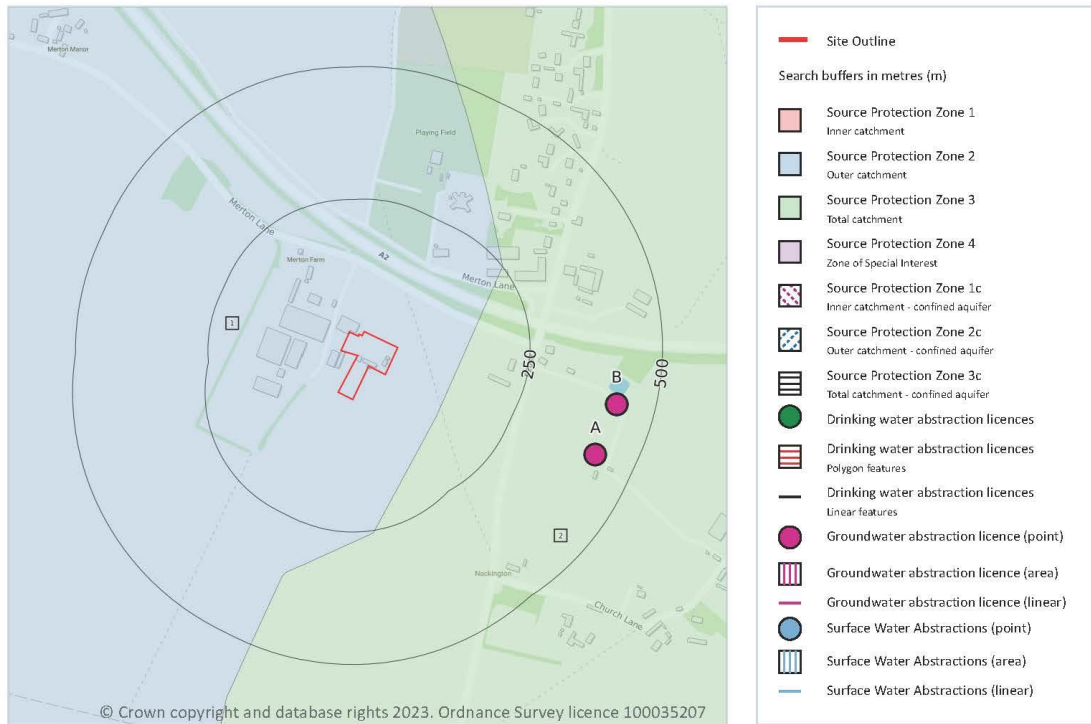 Merton Manor
Playing Field
Merton Lane
A2
Merton Farm
Merton Lane
1
250
500
B
A
2
Nackington
Church Lane
© Crown copyright and database rights 2023. Ordnance Survey licence 100035207
Site Outline
Search buffers in metres (m)
Source Protection Zone 1
Inner catchment
Source Protection Zone 2
Outer catchment
Source Protection Zone 3
Total catchment
Source Protection Zone 4
Zone of Special Interest
Source Protection Zone 1c
Inner catchment - confined aquifer
Source Protection Zone 2c
Outer catchment - confined aquifer
Source Protection Zone 3c
Total catchment - confined aquifer
Drinking water abstraction licences
Drinking water abstraction licences
Polygon features
Drinking water abstraction licences
Linear features
Groundwater abstraction licence (point)
Groundwater abstraction licence (area)
Groundwater abstraction licence (linear)
Surface Water Abstractions (point)
Surface Water Abstractions (area)
Surface Water Abstractions (linear)